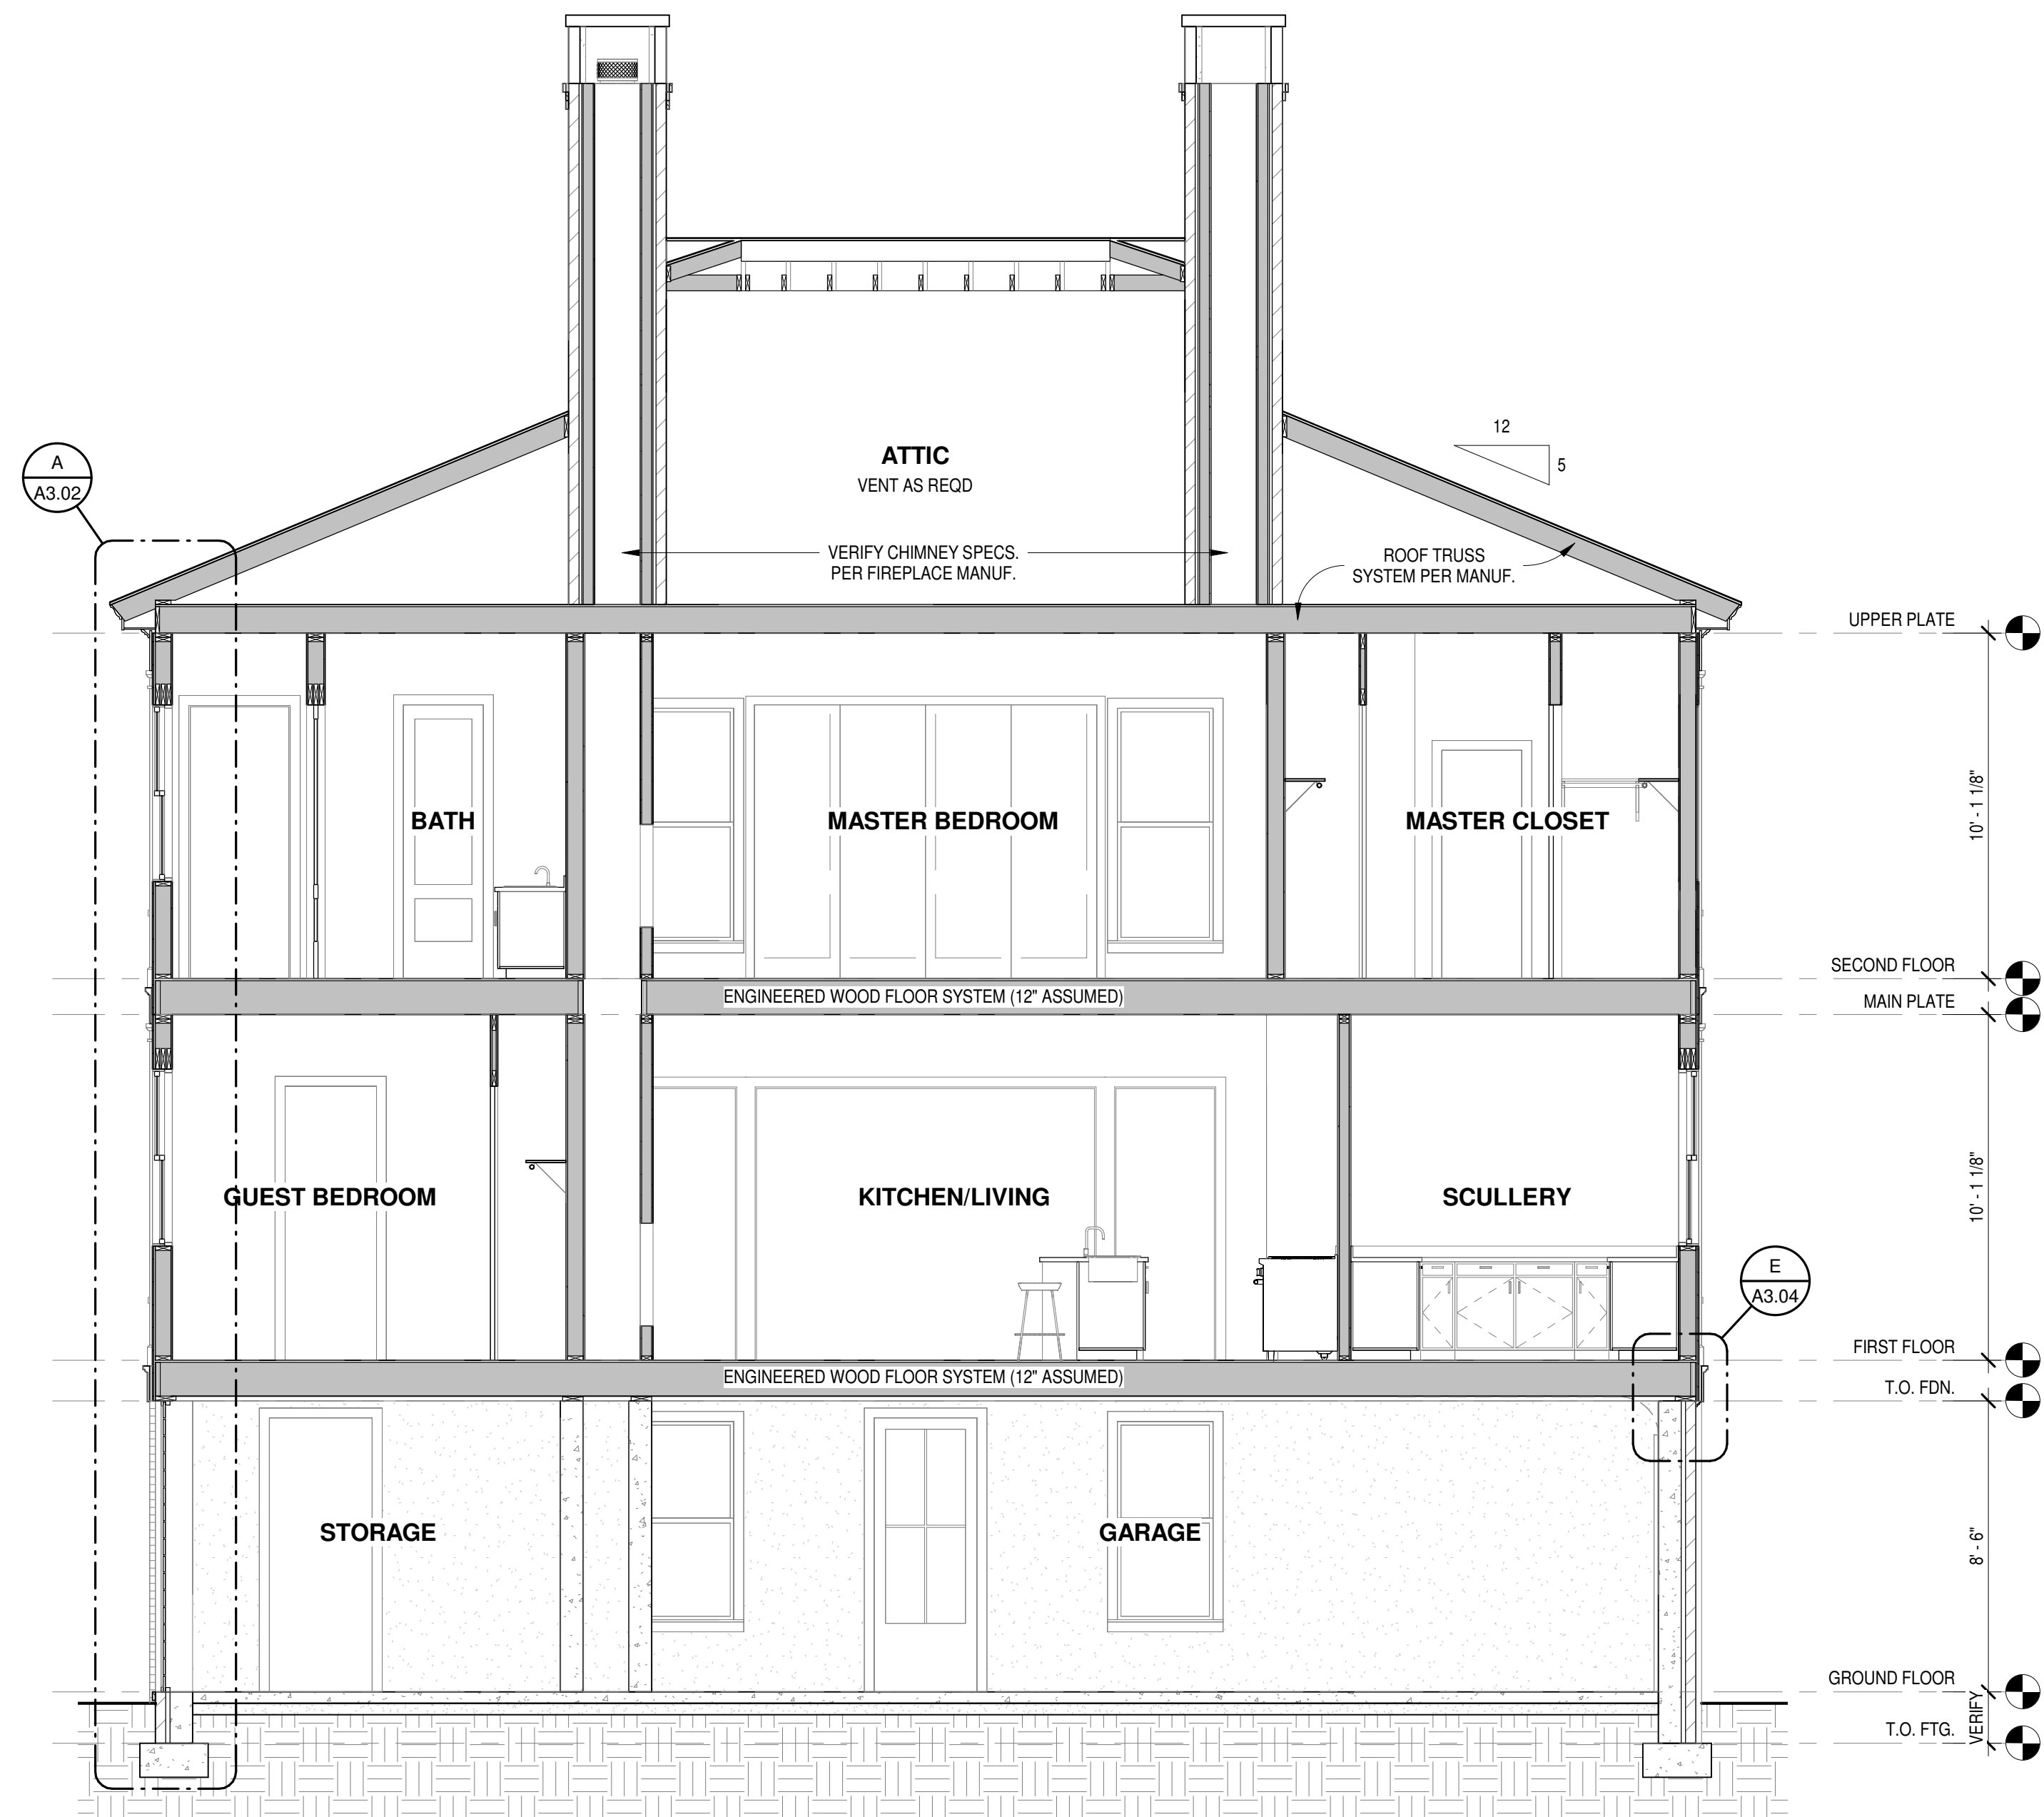 12
5
A
A3.02
ATTIC
VENT AS REQD
VERIFY CHIMNEY SPECS.
PER FIREPLACE MANUF.
ROOF TRUSS
SYSTEM PER MANUF.
UPPER PLATE
BATH
MASTER BEDROOM
MASTER CLOSET
10' - 1 1/8"
SECOND FLOOR
ENGINEERED WOOD FLOOR SYSTEM (12" ASSUMED)
MAIN PLATE
GUEST BEDROOM
KITCHEN/LIVING
SCULLERY
10' - 1 1/8"
E
A3.04
FIRST FLOOR
ENGINEERED WOOD FLOOR SYSTEM (12" ASSUMED)
T.O. FDN.
STORAGE
GARAGE
8' - 6"
GROUND FLOOR
VERIFY
T.O. FTG.